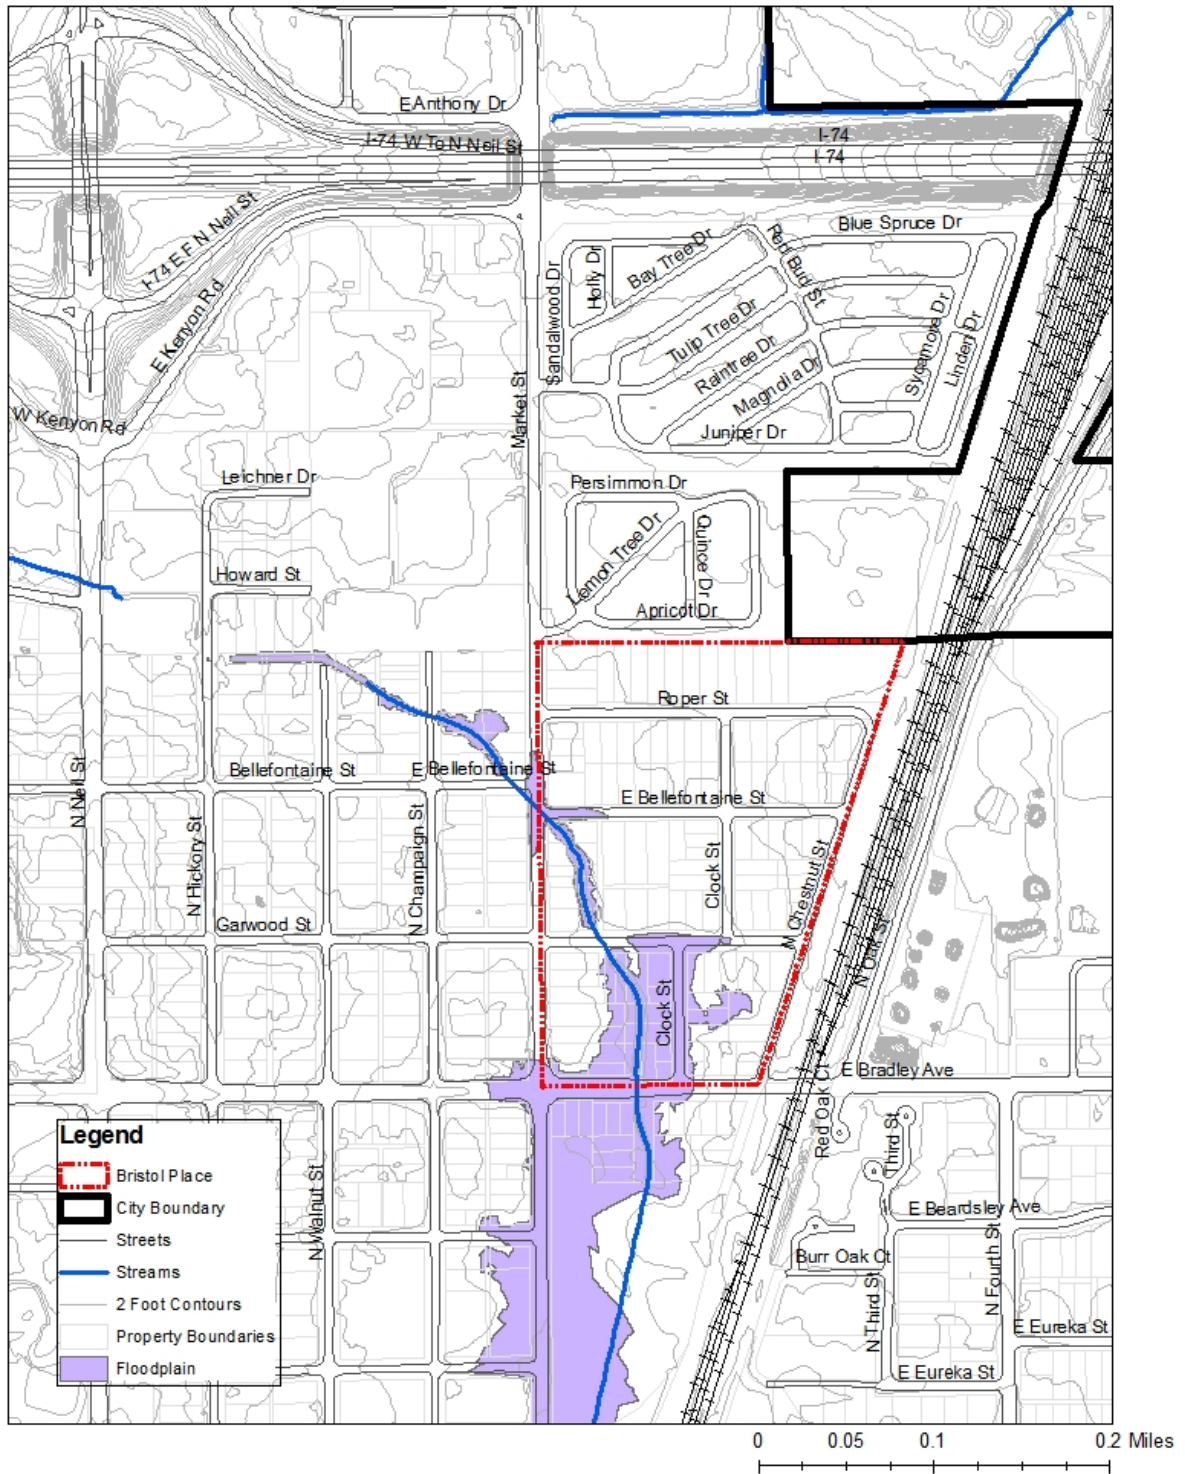 E Anthony Dr
I-74 W To N Neil St
I-74
I-74
I-74 E F N Neil St
E Kenyon Rd
W Kenyon Rd
Blue Spruce Dr
Red Bud St
Bay Tree Dr
Holly Dr
Sandalwood Dr
Tulip Tree Dr
Raintree Dr
Magnolia Dr
Sycamore Dr
Linden Dr
Juniper Dr
Market St
Leichner Dr
Persimmon Dr
Lemon Tree Dr
Quince Dr
Howard St
Apricot Dr
Roper St
N Neil St
Bellefontaine St
E Bellefontaine St
E Bellefontaine St
N Hickory St
N Champaign St
Clock St
N Chestnut St
Garwood St
N Oak St
Clock St
E Bradley Ave
Red Oak Ct
Third St
N Walnut St
E Beardsley Ave
Burr Oak Ct
N Third St
N Fourth St
E Eureka St
E Eureka St
Legend
Bristol Place
City Boundary
Streets
Streams
2 Foot Contours
Property Boundaries
Floodplain
0 0.05 0.1 0.2 Miles